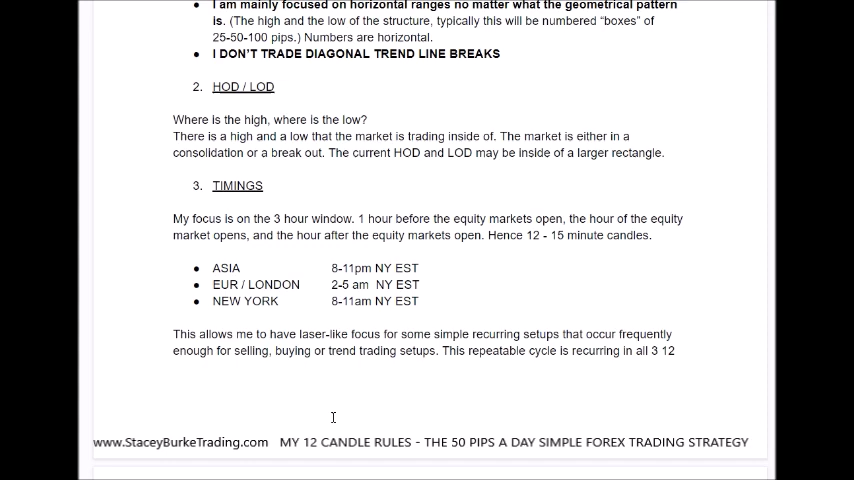 I am mainly focused on horizontal ranges no matter what the geometrical pattern
is. (The high and the low of the structure, typically this will be numbered “boxes” of
25-50-100 pips.) Numbers are horizontal.
● I DON’T TRADE DIAGONAL TREND LINE BREAKS
2. HOD / LOD
Where is the high, where is the low?
There is a high and a low that the market is trading inside of. The market is either in a
consolidation or a break out. The current HOD and LOD may be inside of a larger rectangle.
3. TIMINGS
My focus is on the 3 hour window. 1 hour before the equity markets open, the hour of the equity
market opens, and the hour after the equity markets open. Hence 12 - 15 minute candles.
● ASIA 8-11pm NY EST
● EUR / LONDON 2-5 am NY EST
● NEW YORK 8-11am NY EST
This allows me to have laser-like focus for some simple recurring setups that occur frequently
enough for selling, buying or trend trading setups. This repeatable cycle is recurring in all 3 12
www.StaceyBurkeTrading.com MY 12 CANDLE RULES - THE 50 PIPS A DAY SIMPLE FOREX TRADING STRATEGY